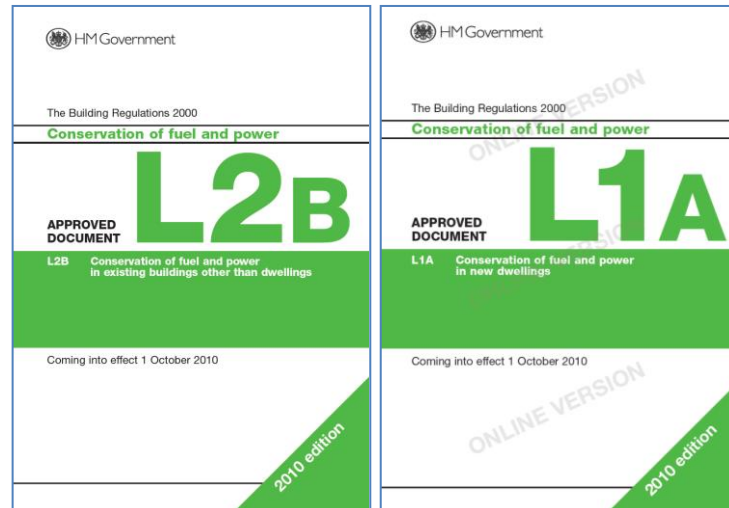 HM Government
The Building Regulations 2000
Conservation of fuel and power
L2B
APPROVED
DOCUMENT
L2B Conservation of fuel and power
in existing buildings other than dwellings
Coming into effect 1 October 2010
2010 edition
HM Government
The Building Regulations 2000
ONLINE VERSION
Conservation of fuel and power
L1A
APPROVED
DOCUMENT
ONLINE VERSION
L1A Conservation of fuel and power
in new dwellings
Coming into effect 1 October 2010
ONLINE VERSION
2010 edition